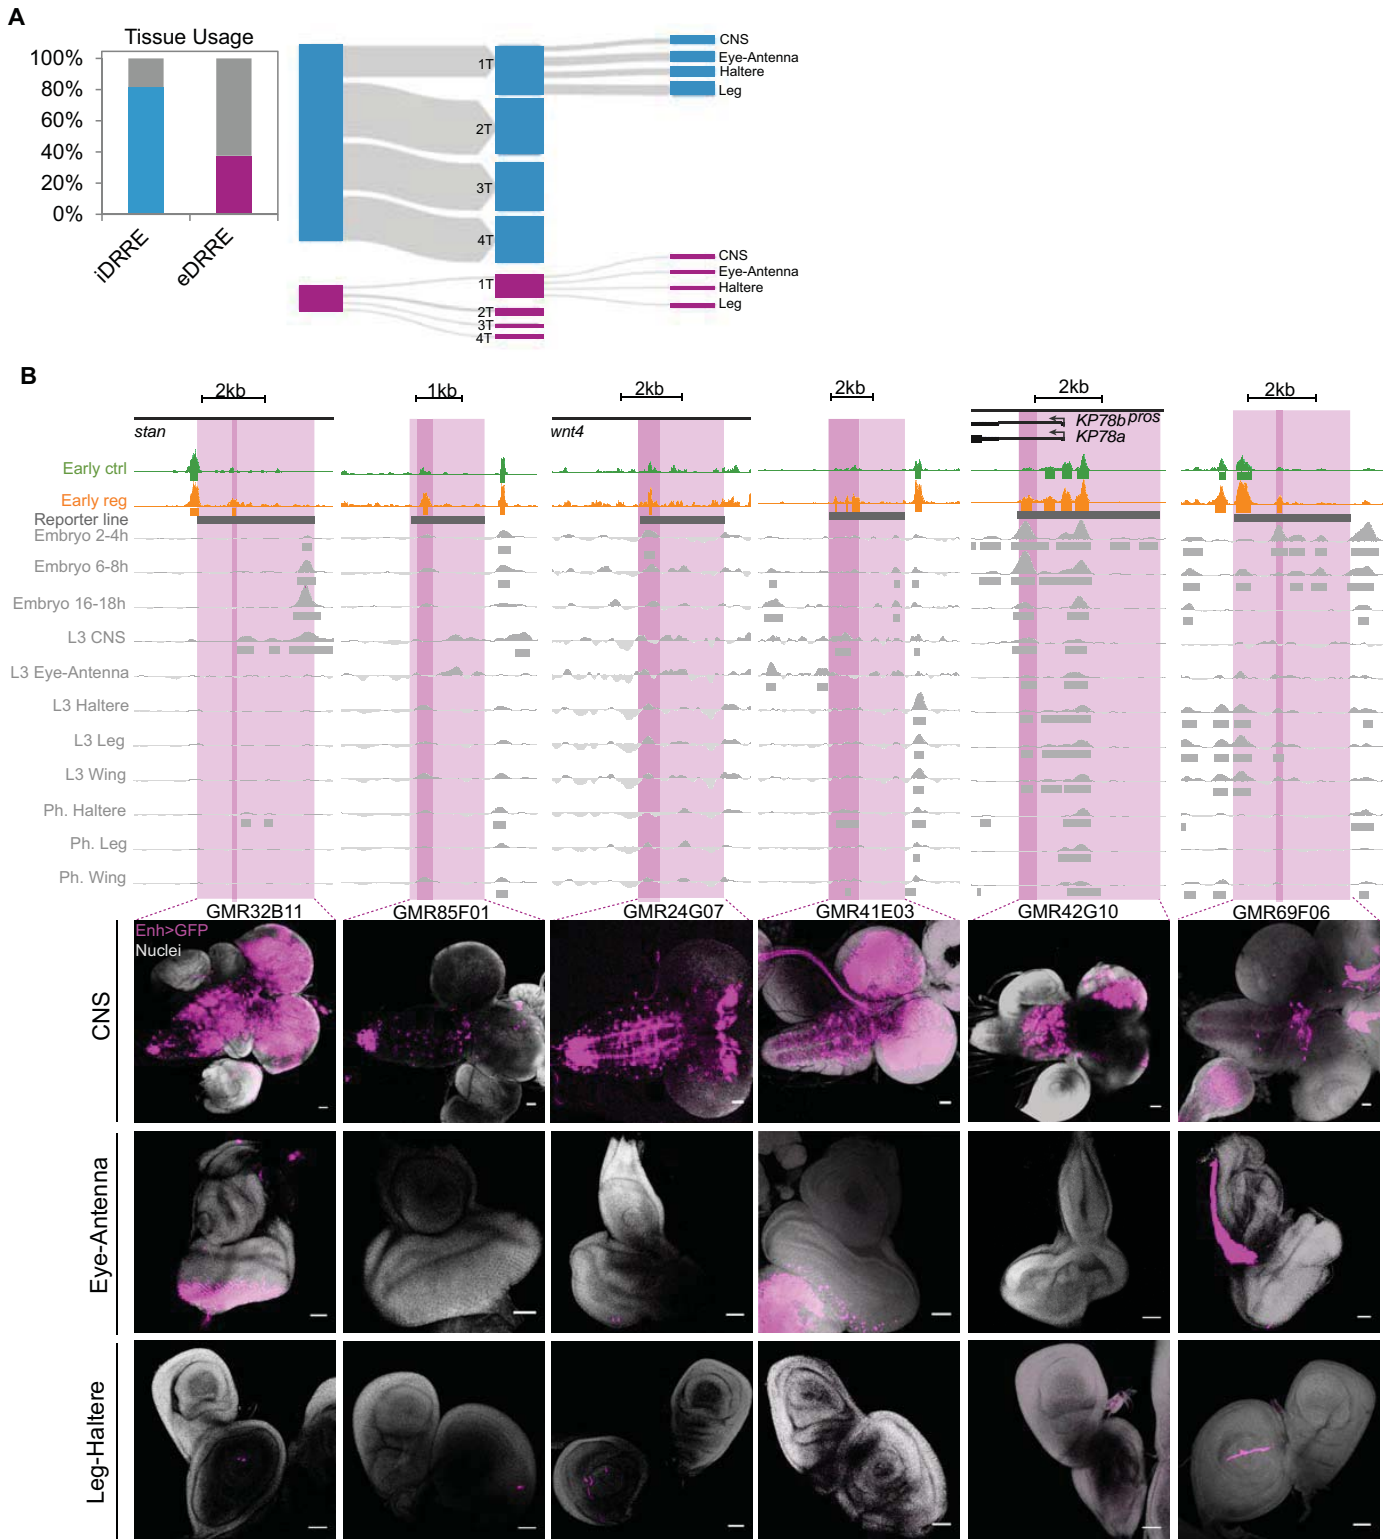 A
Tissue Usage
100%
80%
60%
40%
20%
0%
iDRRE
eDRRE
1T
2T
3T
4T
CNS
Eye-Antenna
Haltere
Leg
1T
2T
3T
4T
CNS
Eye-Antenna
Haltere
Leg
B
2kb
1kb
2kb
2kb
2kb
2kb
stan
wnt4
KP78b
pros
KP78a
Early ctrl
Early reg
Reporter line
Embryo 2-4h
Embryo 6-8h
Embryo 16-18h
L3 CNS
L3 Eye-Antenna
L3 Haltere
L3 Leg
L3 Wing
Ph. Haltere
Ph. Leg
Ph. Wing
GMR32B11
GMR85F01
GMR24G07
GMR41E03
GMR42G10
GMR69F06
Enh>GFP
Nuclei
CNS
Eye-Antenna
Leg-Haltere